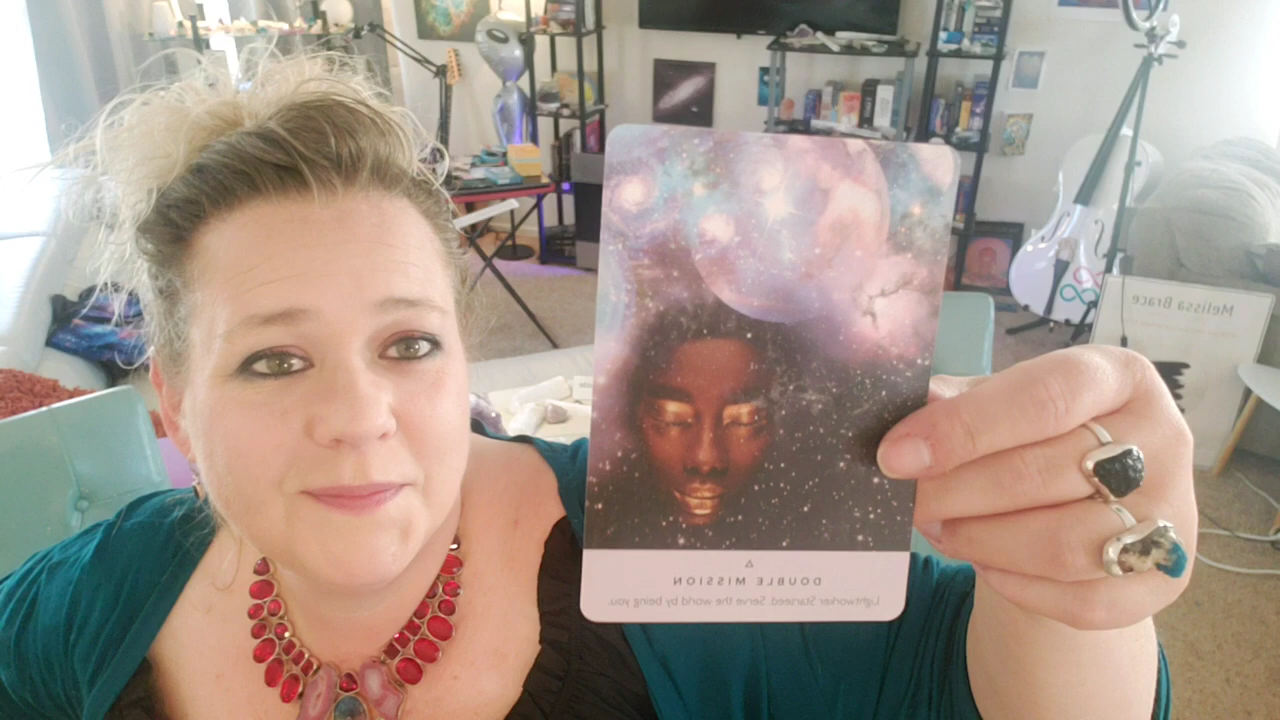 Melissa Brace
DOUBLE MISSION
Lightworker Starseed. Serve the world by being you.